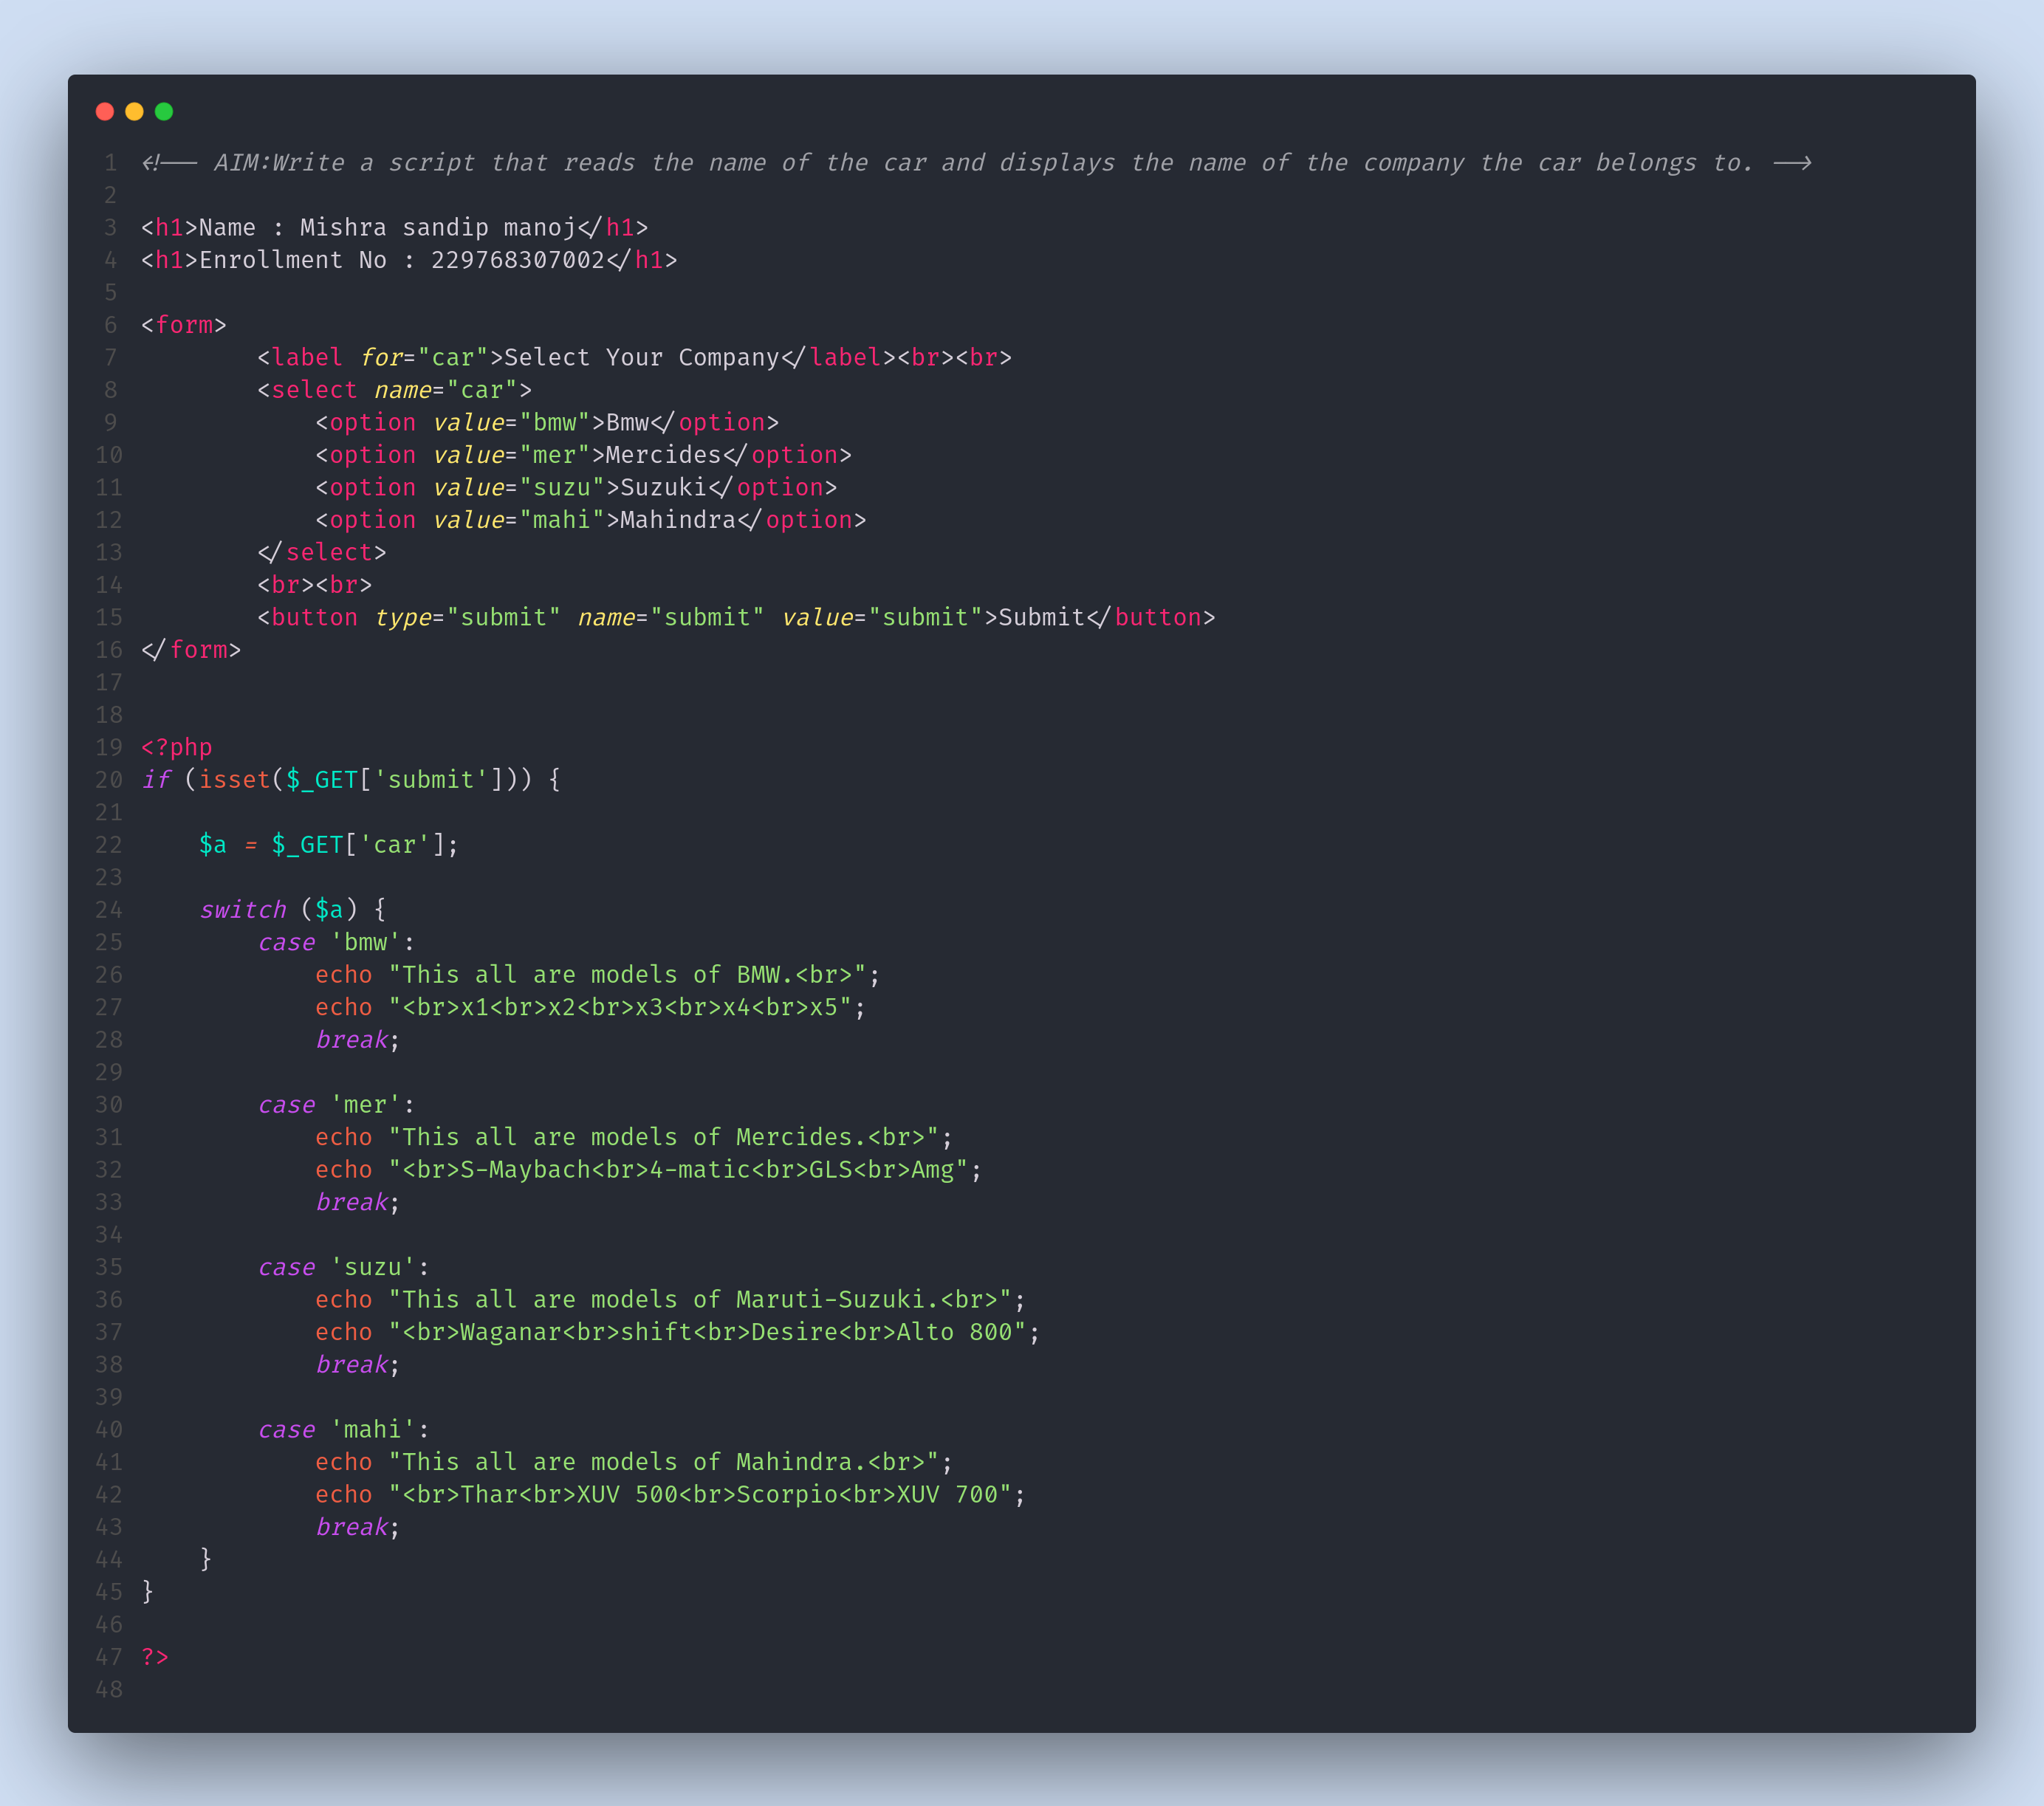 1 <!-- AIM:Write a script that reads the name of the car and displays the name of the company the car belongs to. -->
2
3 <h1>Name : Mishra sandip manoj</h1>
4 <h1>Enrollment No : 229768307002</h1>
5
6 <form>
7         <label for="car">Select Your Company</label><br><br>
8         <select name="car">
9             <option value="bmw">Bmw</option>
10             <option value="mer">Mercides</option>
11             <option value="suzu">Suzuki</option>
12             <option value="mahi">Mahindra</option>
13         </select>
14         <br><br>
15         <button type="submit" name="submit" value="submit">Submit</button>
16 </form>
17
18
19 <?php
20 if (isset($_GET['submit'])) {
21
22     $a = $_GET['car'];
23
24     switch ($a) {
25         case 'bmw':
26             echo "This all are models of BMW.<br>";
27             echo "<br>x1<br>x2<br>x3<br>x4<br>x5";
28             break;
29
30         case 'mer':
31             echo "This all are models of Mercides.<br>";
32             echo "<br>S-Maybach<br>4-matic<br>GLS<br>Amg";
33             break;
34
35         case 'suzu':
36             echo "This all are models of Maruti-Suzuki.<br>";
37             echo "<br>Waganar<br>shift<br>Desire<br>Alto 800";
38             break;
39
40         case 'mahi':
41             echo "This all are models of Mahindra.<br>";
42             echo "<br>Thar<br>XUV 500<br>Scorpio<br>XUV 700";
43             break;
44     }
45 }
46
47 ?>
48